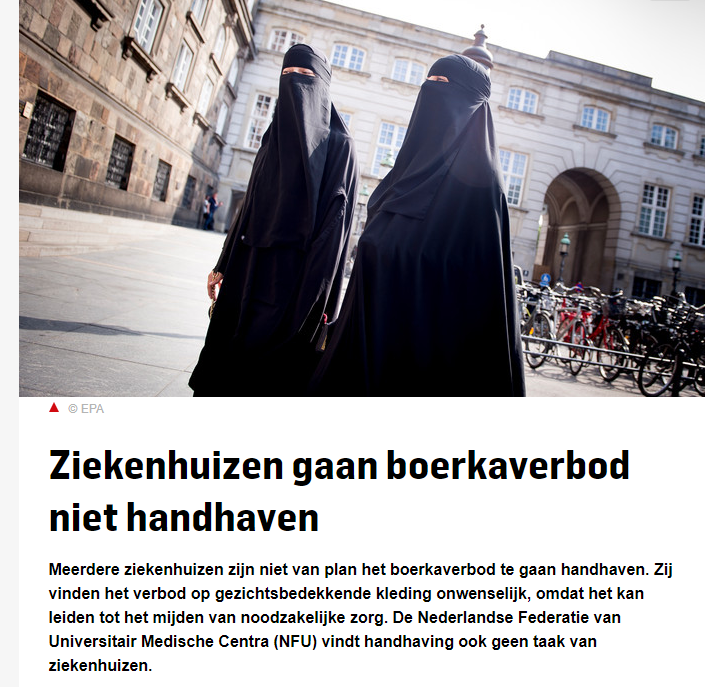 © EPA
Ziekenhuizen gaan boerkaverbod
niet handhaven
Meerdere ziekenhuizen zijn niet van plan het boerkaverbod te gaan handhaven. Zij
vinden het verbod op gezichtsbedekkende kleding onwenselijk, omdat het kan
leiden tot het mijden van noodzakelijke zorg. De Nederlandse Federatie van
Universitair Medische Centra (NFU) vindt handhaving ook geen taak van
ziekenhuizen.